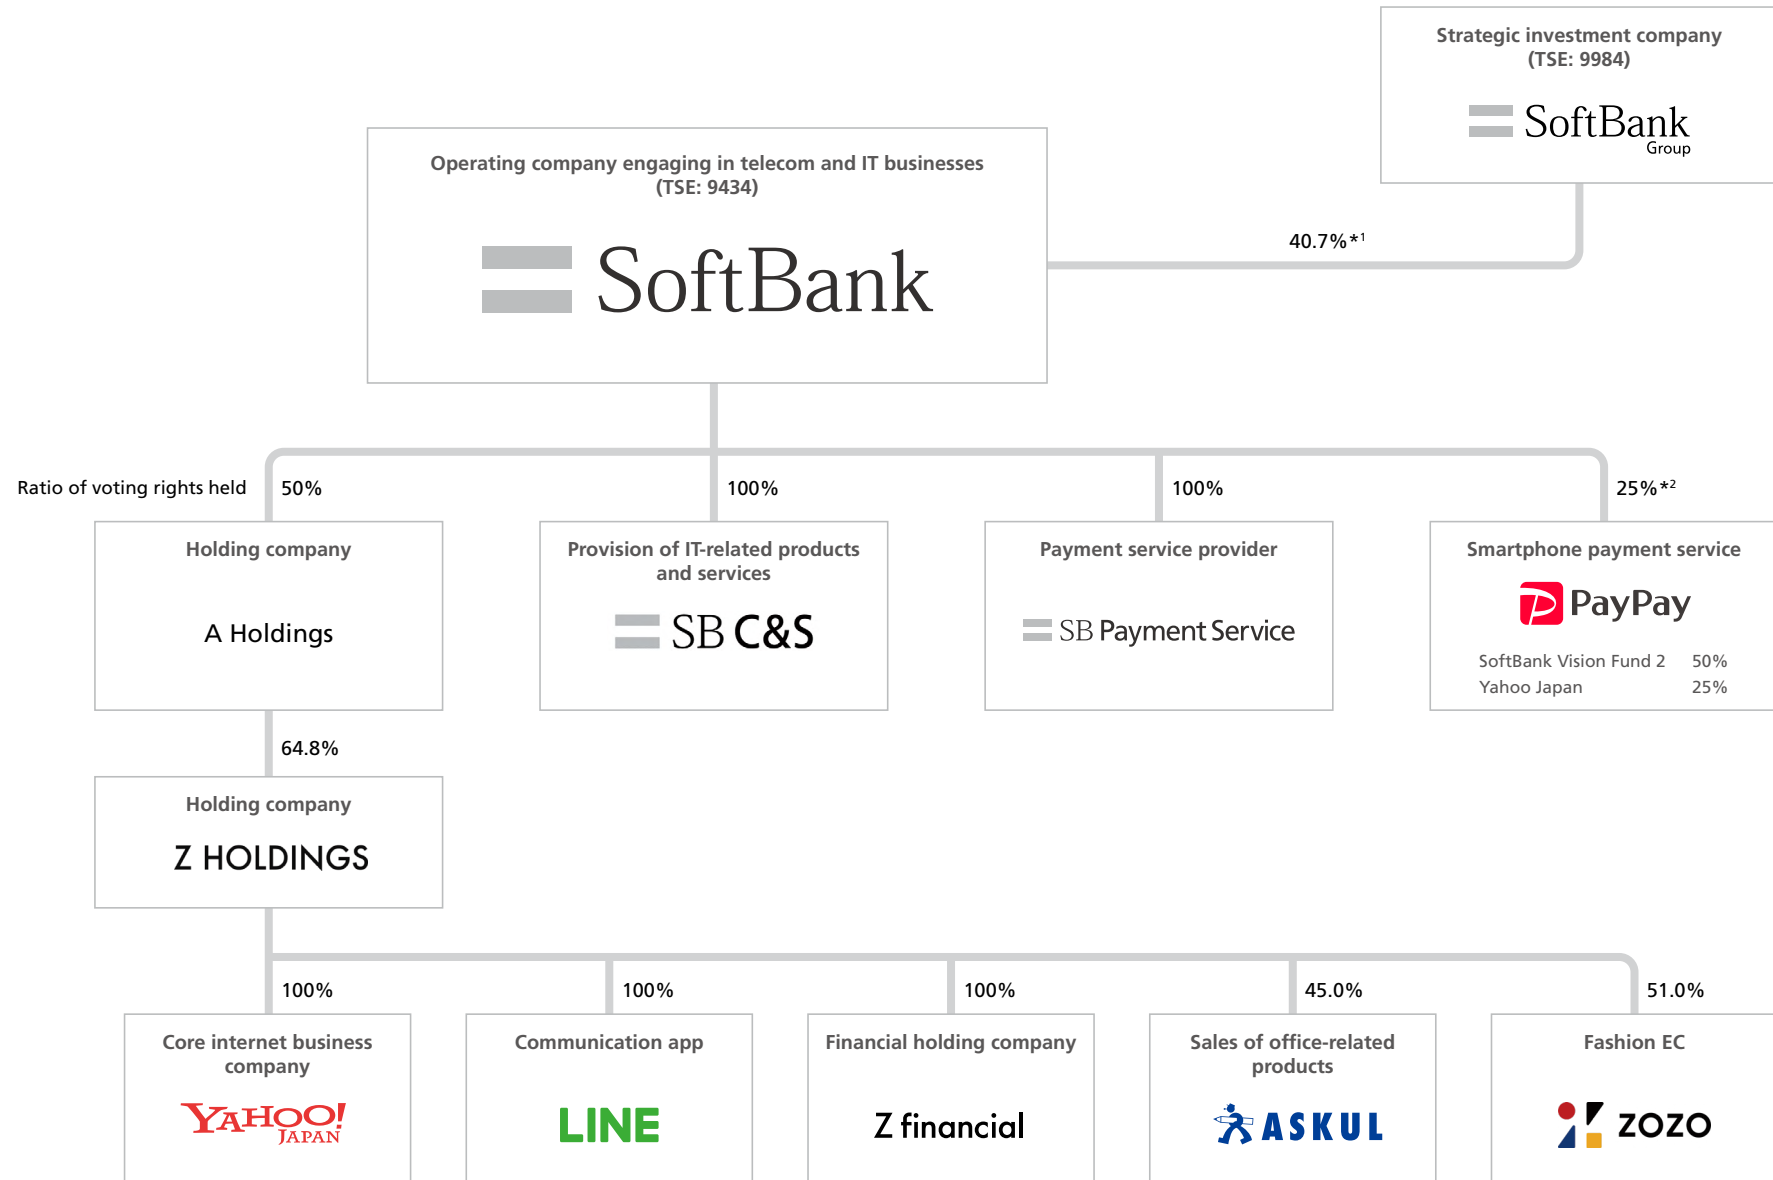 Strategic investment company
(TSE: 9984)
SoftBank
Group
Operating company engaging in telecom and IT businesses
(TSE: 9434)
SoftBank
40.7%*1
Ratio of voting rights held
50%
100%
100%
25%*2
Holding company
A Holdings
Provision of IT-related products
and services
SB C&S
Payment service provider
SB Payment Service
Smartphone payment service
PayPay
SoftBank Vision Fund 2 50%
Yahoo Japan 25%
64.8%
Holding company
Z HOLDINGS
100%
100%
100%
45.0%
51.0%
Core internet business
company
YAHOO!
JAPAN
Communication app
LINE
Financial holding company
Z financial
Sales of office-related
products
ASKUL
Fashion EC
ZOZO